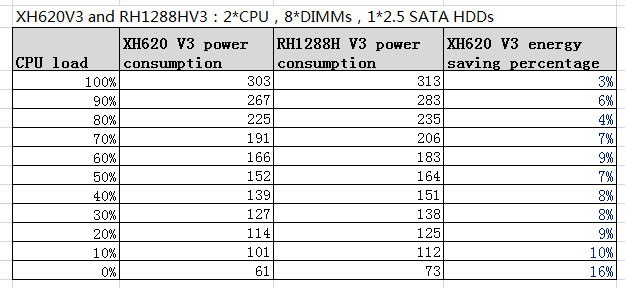 XH620V3 and RH1288HV3：2*CPU，8*DIMMs，1*2.5 SATA HDDs
CPU load XH620 V3 power consumption RH1288H V3 power consumption XH620 V3 energy saving percentage
100% 303 313 3%
90% 267 283 6%
80% 225 235 4%
70% 191 206 7%
60% 166 183 9%
50% 152 164 7%
40% 139 151 8%
30% 127 138 8%
20% 114 125 9%
10% 101 112 10%
0% 61 73 16%